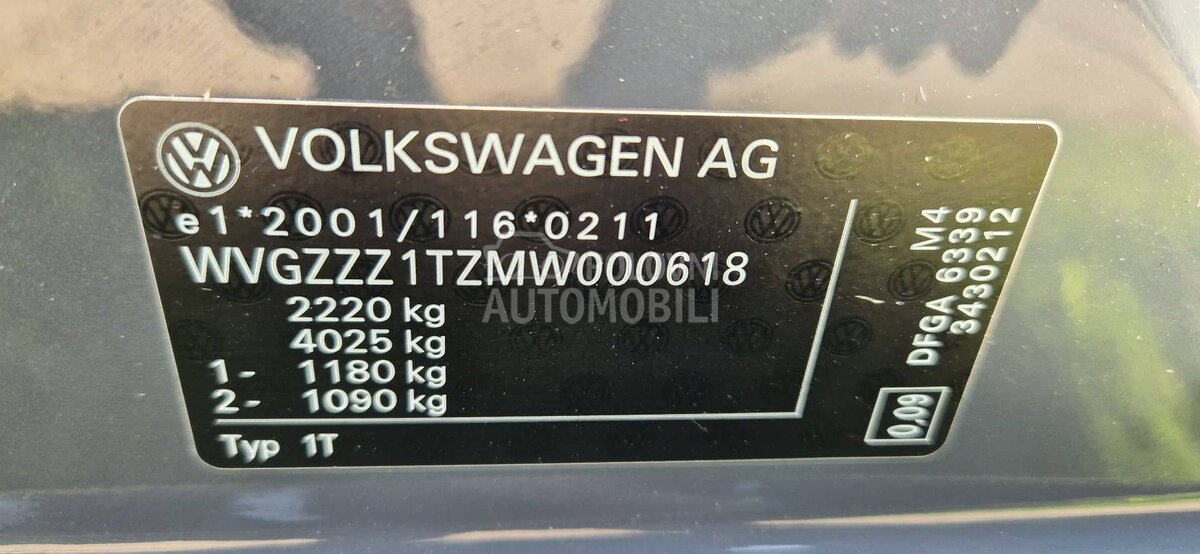 VOLKSWAGEN AG
e1*2001/116*0211
WVGZZZ1TZMW000618
2220 kg
4025 kg
1- 1180 kg
2- 1090 kg
Typ 1T
DFGA 6339 M4
3430212
0,09
AUTOMOBILI